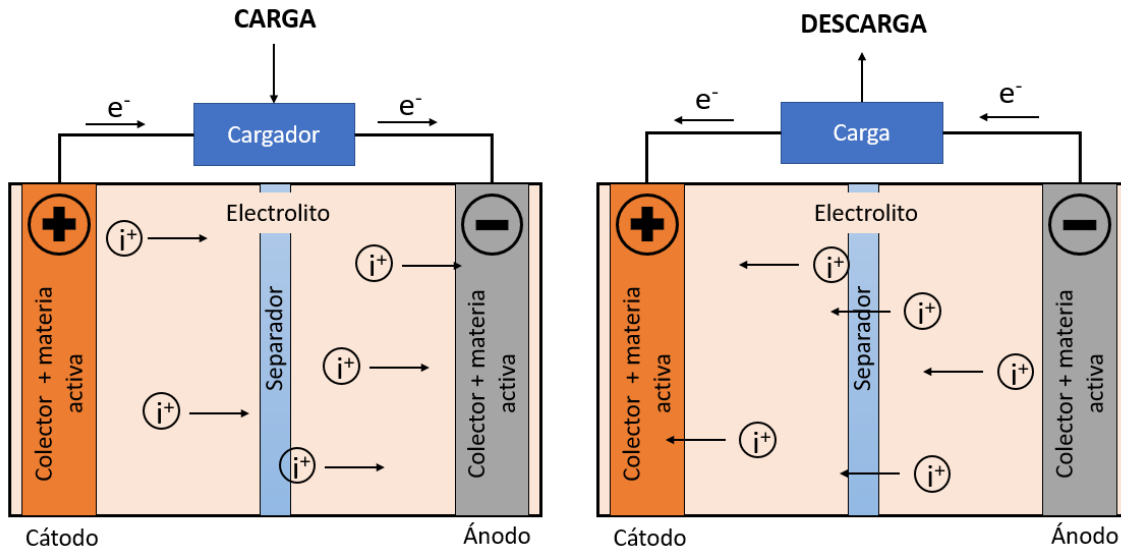 CARGA
e-
Cargador
e-
+
−
Electrolito
i+
i+
i+
i+
i+
Separador
Colector + materia
activa
Colector + materia
activa
Cátodo
Ánodo
DESCARGA
e-
Carga
e-
+
−
Electrolito
i+
i+
i+
i+
i+
Separador
Colector + materia
activa
Colector + materia
activa
Cátodo
Ánodo